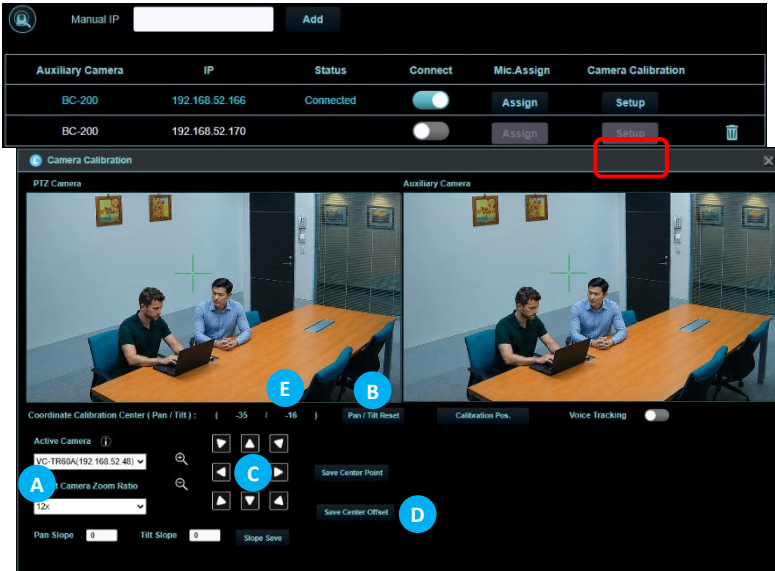 Manual IP Add
Auxiliary Camera IP Status Connect Mic.Assign Camera Calibration
BC-200 192.168.52.166 Connected Assign Setup
BC-200 192.168.52.170 Assign Setup
Camera Calibration
PTZ Camera Auxiliary Camera
E B
Coordinate Calibration Center ( Pan / Tilt ) : ( -35 / -16 ) Pan / Tilt Reset Calibration Pos. Voice Tracking
Active Camera i
VC-TR60A(192.168.52.48)
A C Save Center Point
t Camera Zoom Ratio
12x Save Center Offset D
Pan Slope 0 Tilt Slope 0 Slope Save